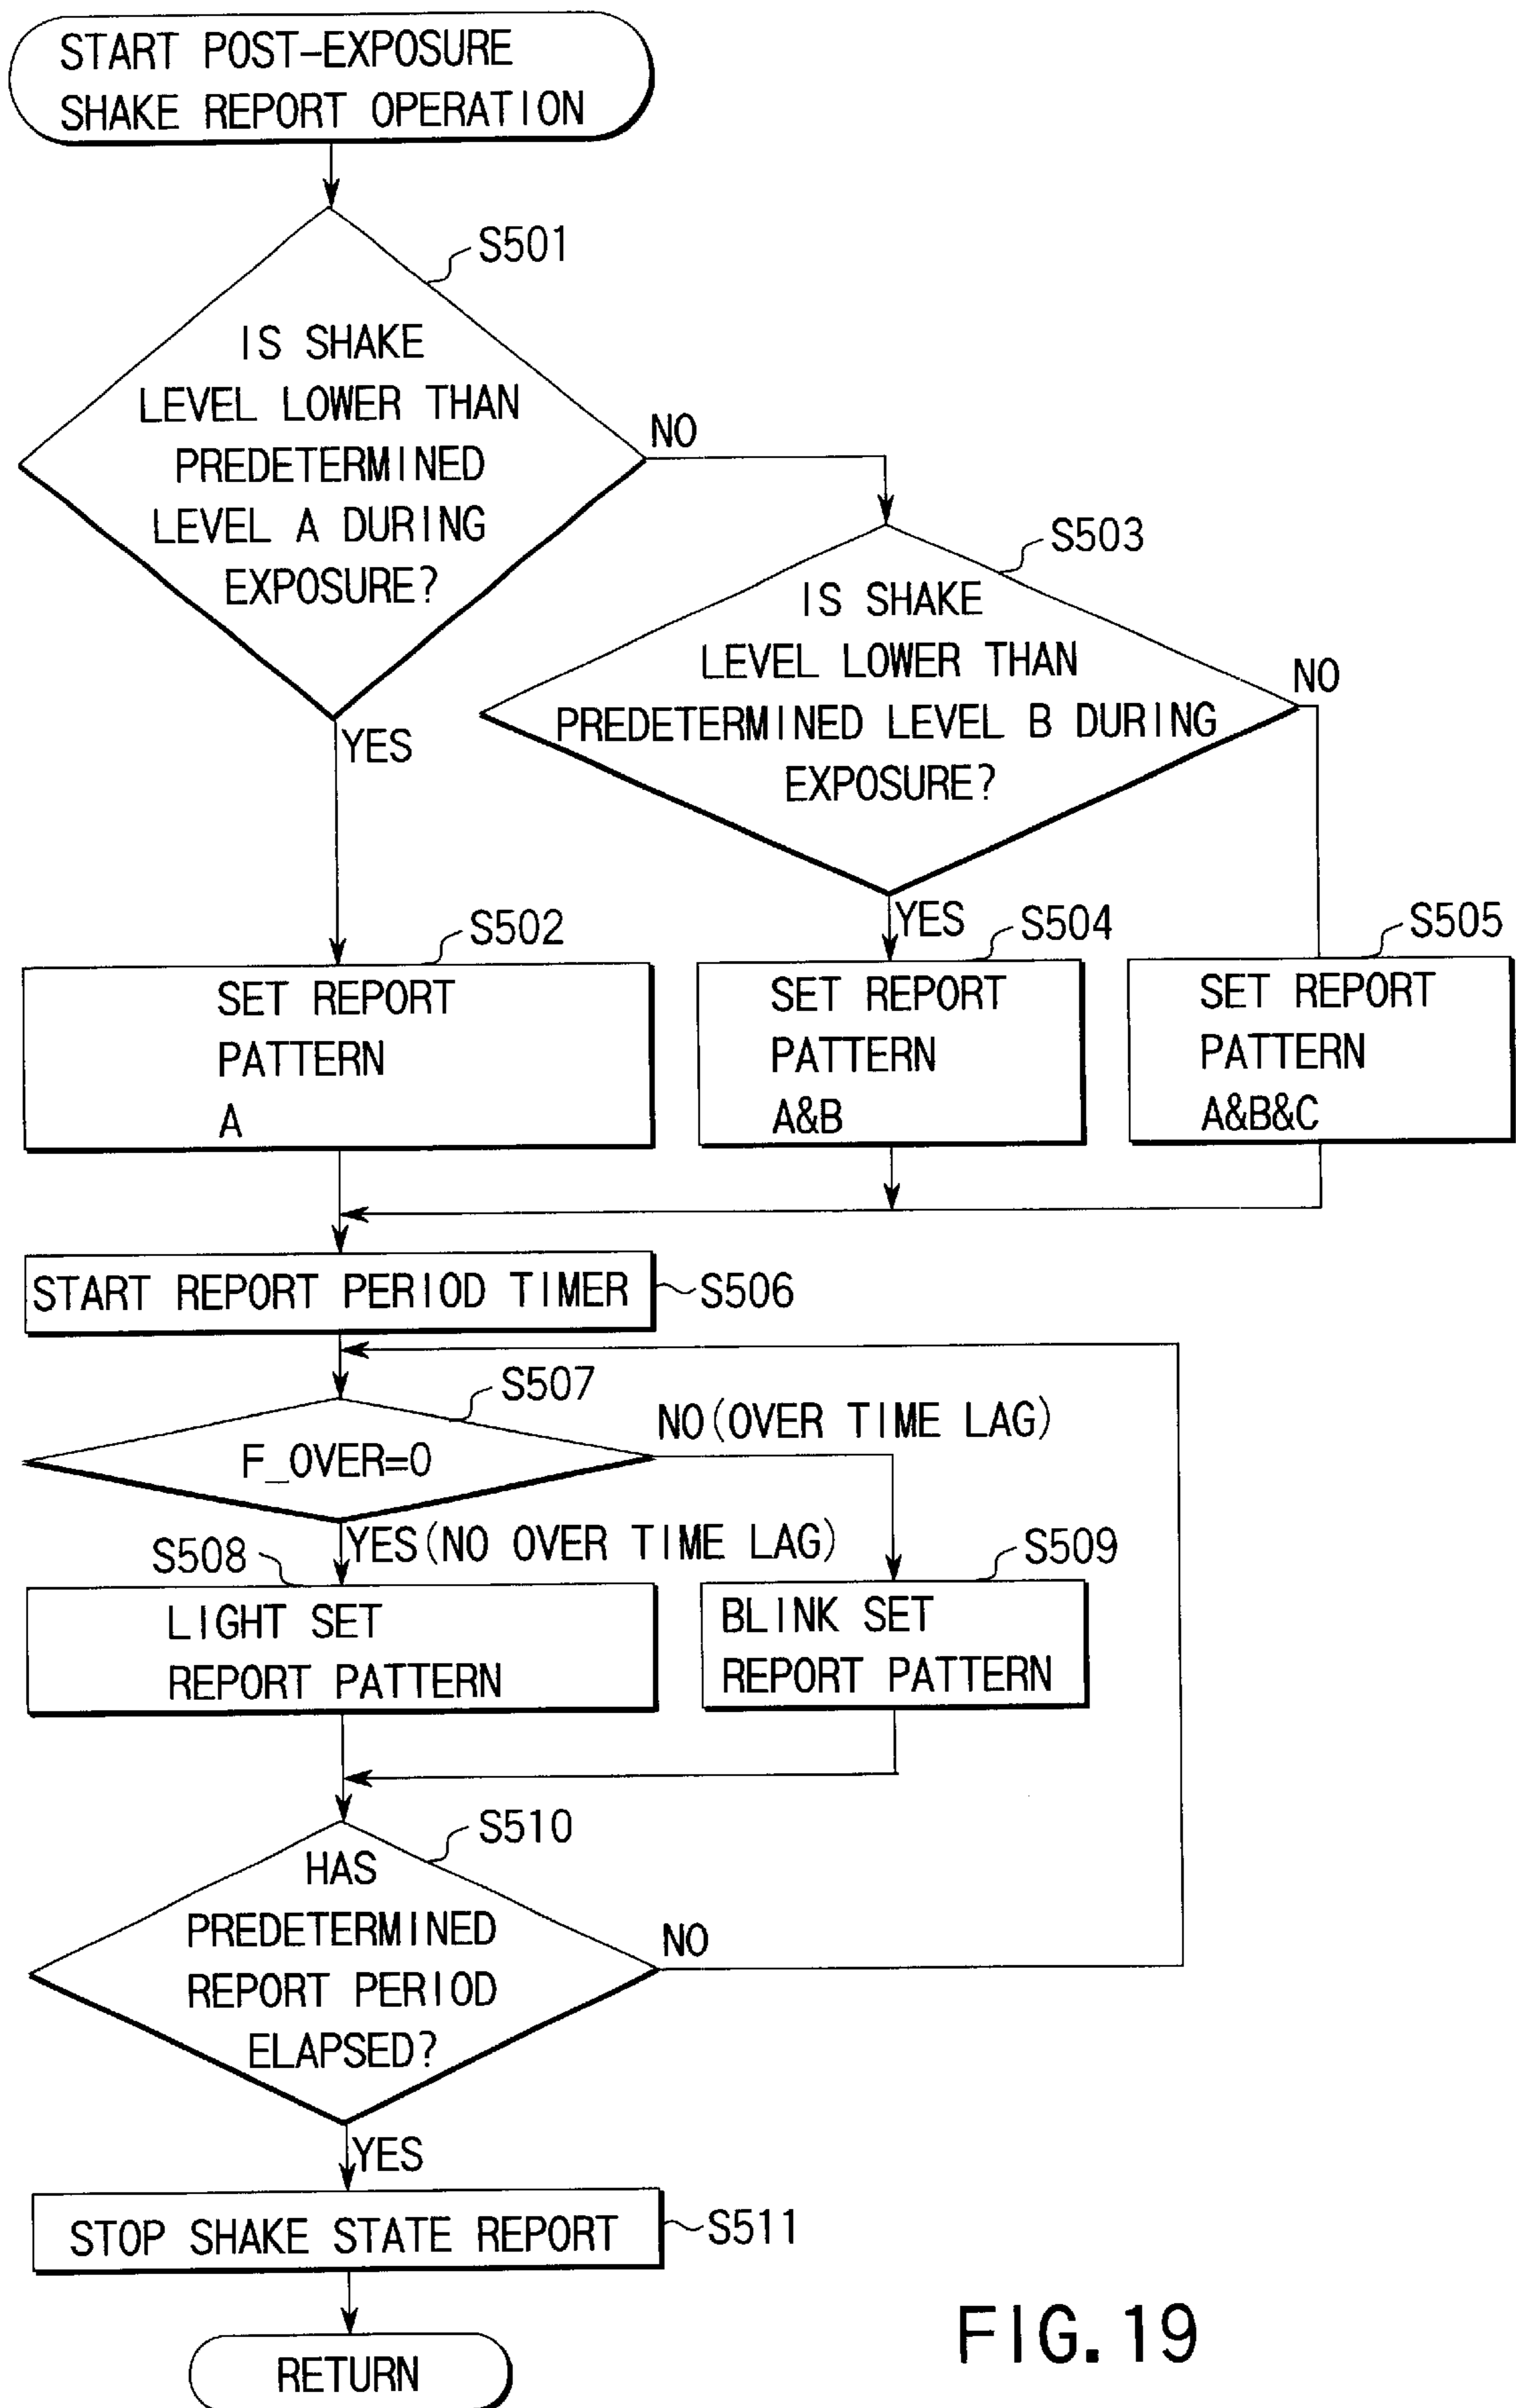 START POST-EXPOSURE
SHAKE REPORT OPERATION
S501
IS SHAKE
LEVEL LOWER THAN
PREDETERMINED
LEVEL A DURING
EXPOSURE?
NO
YES
S503
IS SHAKE
LEVEL LOWER THAN
PREDETERMINED LEVEL B DURING
EXPOSURE?
NO
YES
S502
SET REPORT
PATTERN
A
S504
SET REPORT
PATTERN
A&B
S505
SET REPORT
PATTERN
A&B&C
START REPORT PERIOD TIMER
S506
S507
F_OVER=0
NO(OVER TIME LAG)
YES(NO OVER TIME LAG)
S508
LIGHT SET
REPORT PATTERN
S509
BLINK SET
REPORT PATTERN
S510
HAS
PREDETERMINED
REPORT PERIOD
ELAPSED?
NO
YES
STOP SHAKE STATE REPORT
S511
RETURN
FIG.19